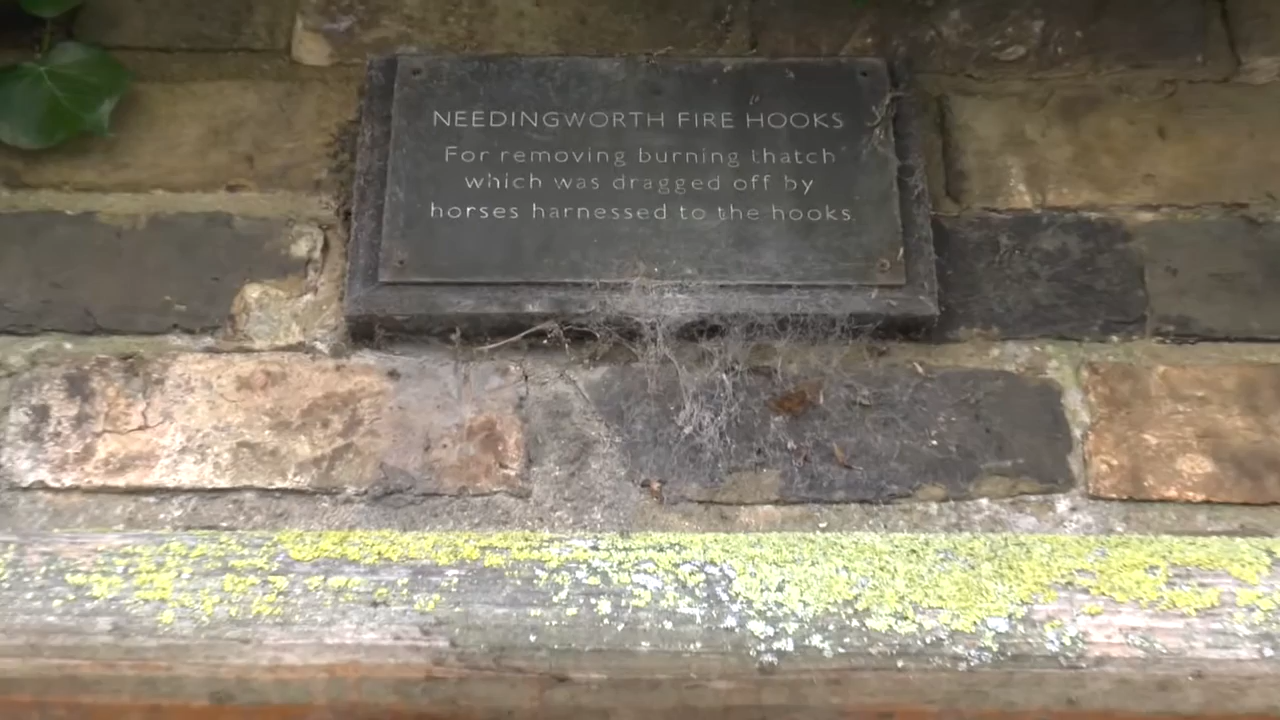 NEEDINGWORTH FIRE HOOKS
For removing burning thatch
which was dragged off by
horses harnessed to the hooks.